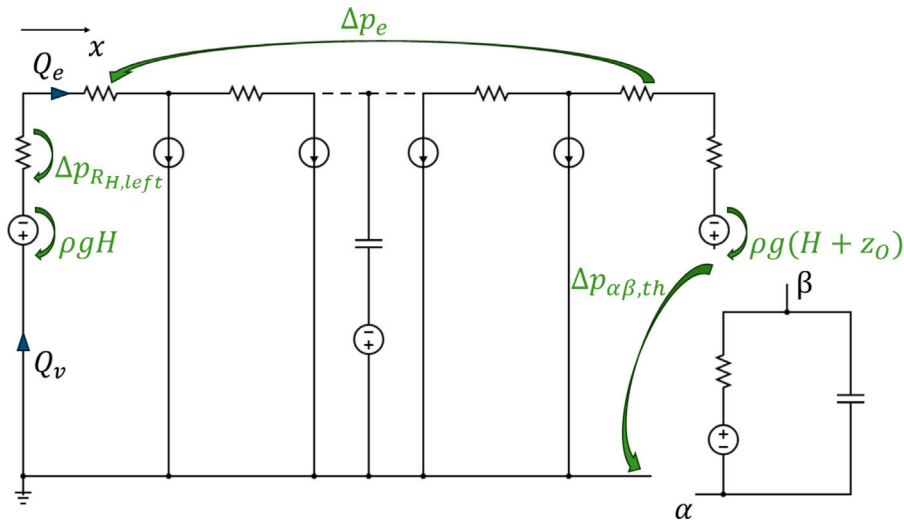 Δp_e
x
Q_e
Δp_{R_{H,left}}
ρgH
ρg(H + z_O)
Δp_{αβ,th}
β
Q_v
α